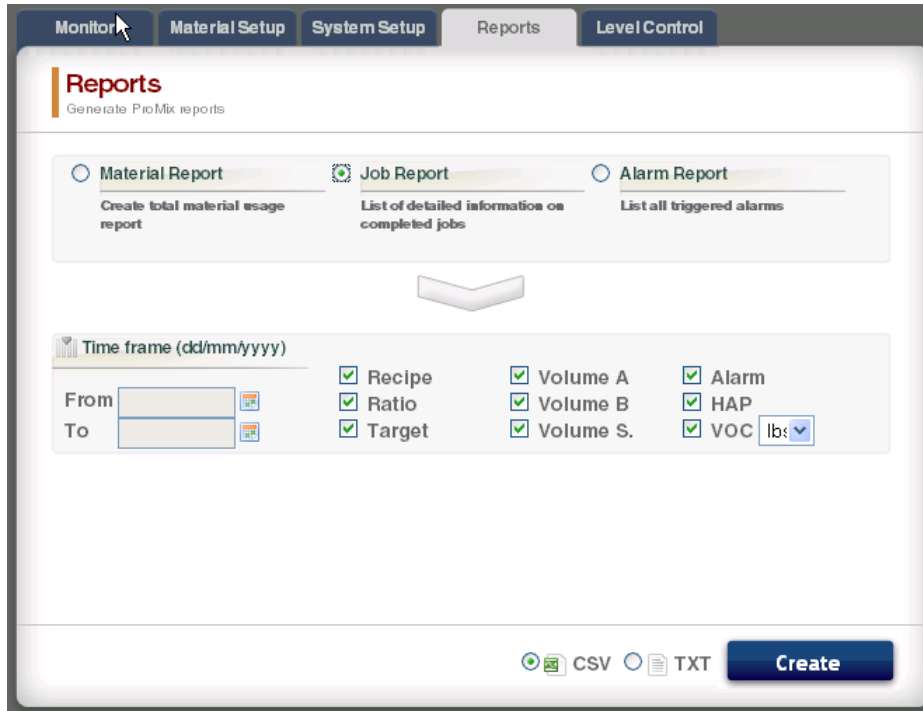 Monitor Material Setup System Setup Reports Level Control
Reports
Generate ProMix reports
Material Report Job Report Alarm Report
Create total material usage List of detailed information on List all triggered alarms
report completed jobs
Time frame (dd/mm/yyyy)
Recipe Volume A Alarm
From Ratio Volume B HAP
To Target Volume S. VOC lbs
CSV TXT Create